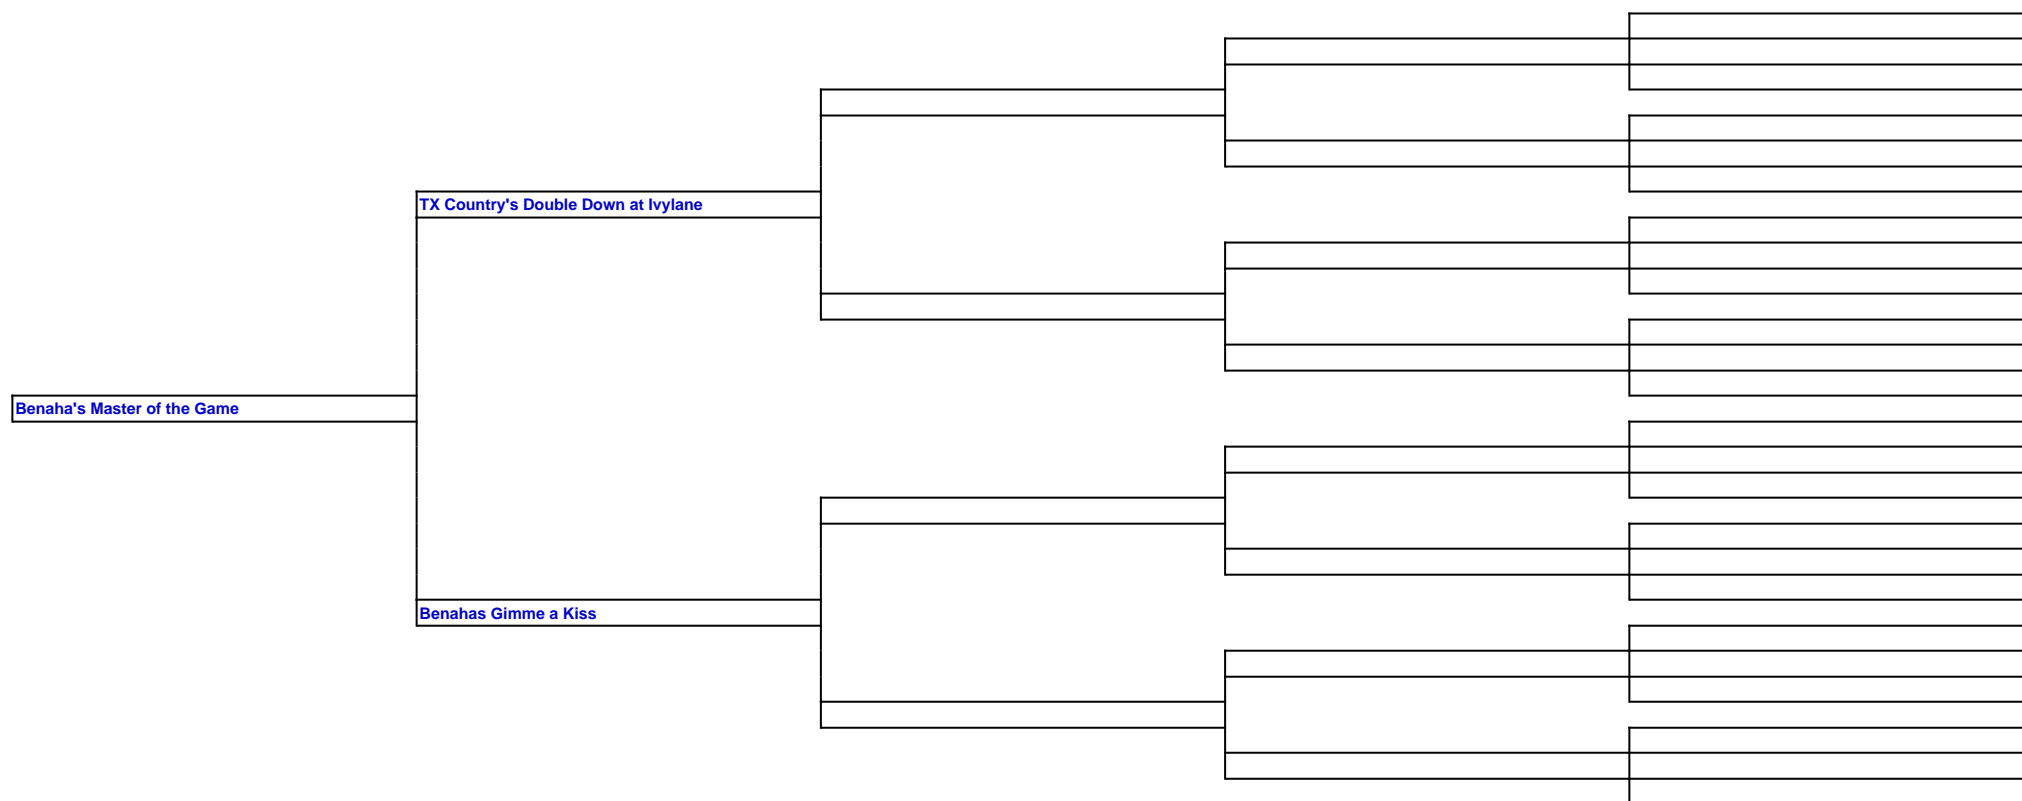 TX Country's Double Down at Ivylane
Benaha's Master of the Game
Benahas Gimme a Kiss